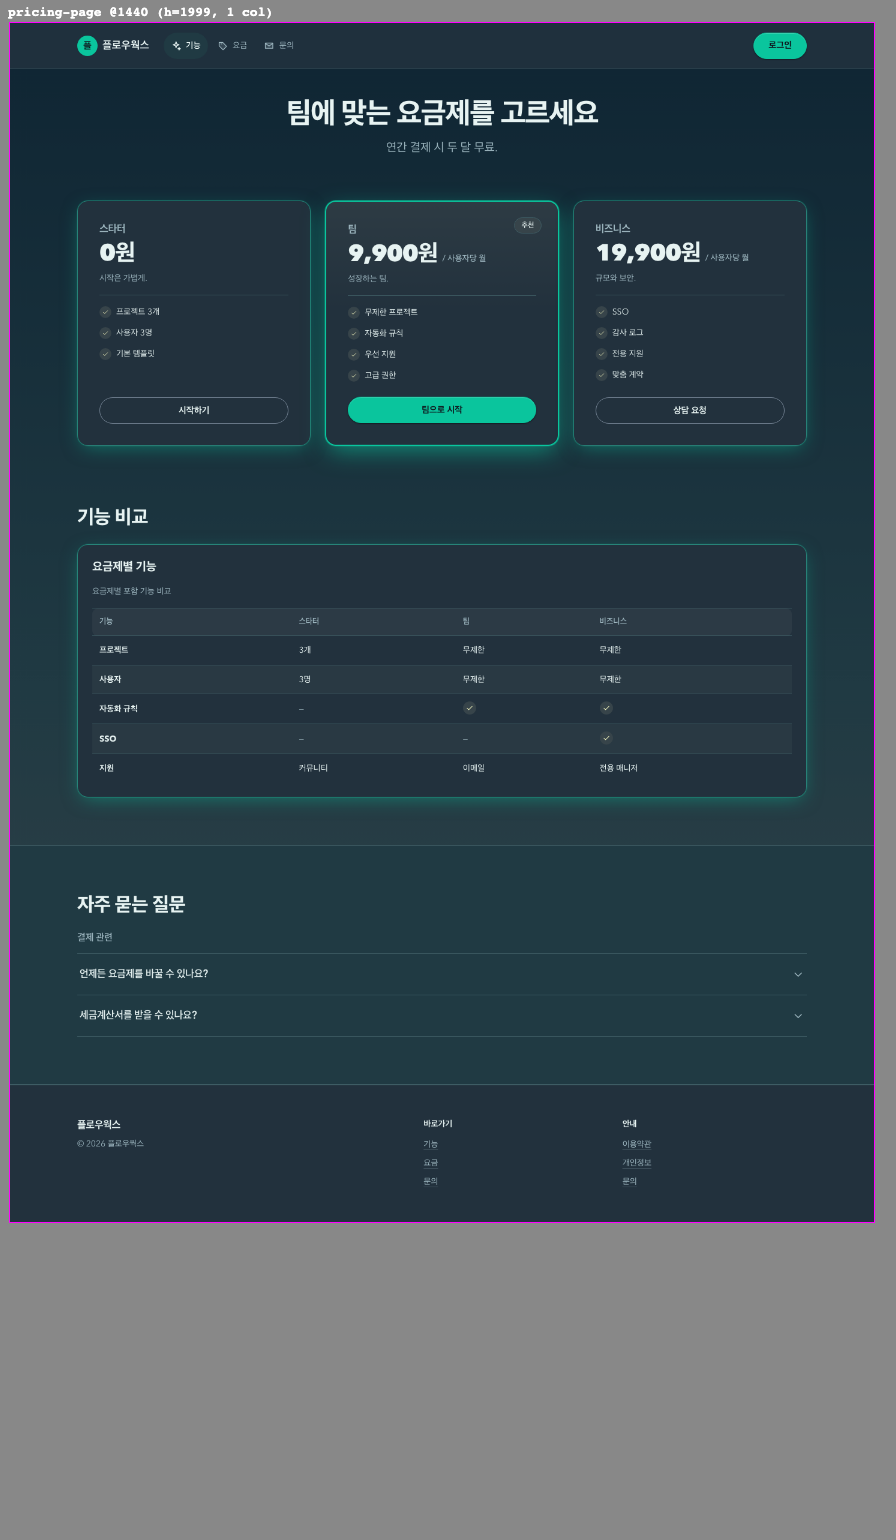 pricing-page @1440 (h=1999, 1 col)
풀 플로우웍스 기능 요금 문의 로그인
팀에 맞는 요금제를 고르세요
연간 결제 시 두 달 무료.
스타터
0원
시작은 가볍게.
프로젝트 3개
사용자 3명
기본 템플릿
시작하기
팀 추천
9,900원 / 사용자당 월
성장하는 팀.
무제한 프로젝트
자동화 규칙
우선 지원
고급 권한
팀으로 시작
비즈니스
19,900원 / 사용자당 월
규모와 보안.
SSO
감사 로그
전용 지원
맞춤 계약
상담 요청
기능 비교
요금제별 기능
요금제별 포함 기능 비교
기능 스타터 팀 비즈니스
프로젝트 3개 무제한 무제한
사용자 3명 무제한 무제한
자동화 규칙 –
SSO – –
지원 커뮤니티 이메일 전용 매니저
자주 묻는 질문
결제 관련
언제든 요금제를 바꿀 수 있나요?
세금계산서를 받을 수 있나요?
플로우웍스
© 2026 플로우웍스
바로가기
기능
요금
문의
안내
이용약관
개인정보
문의